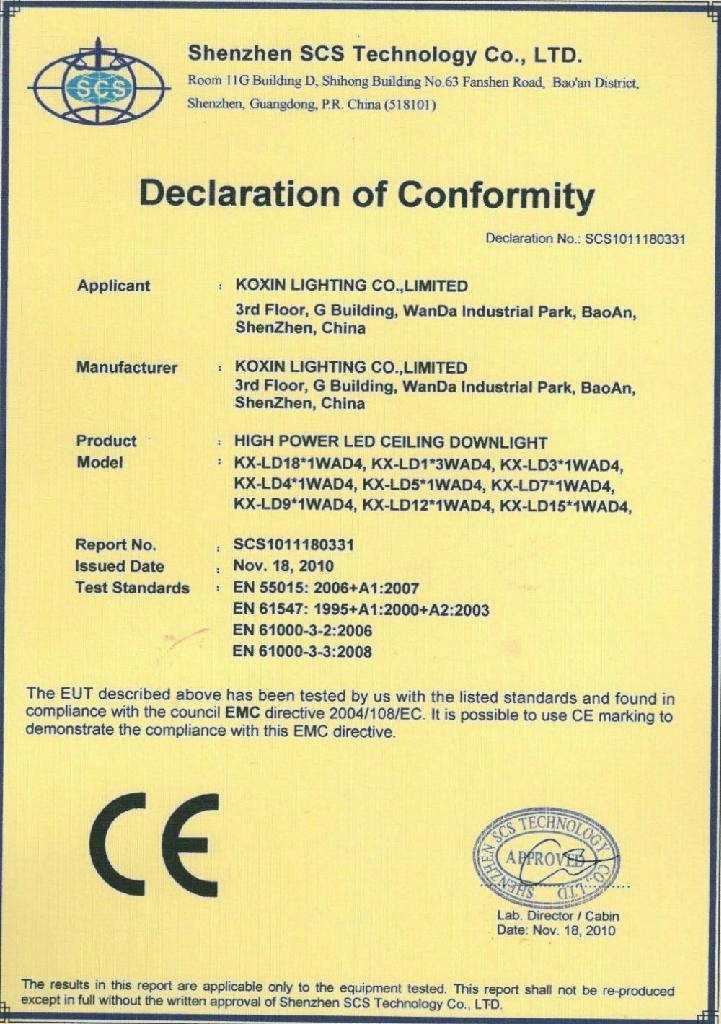 SCS
Shenzhen SCS Technology Co., LTD.
Room 11G Building D, Shihong Building No.63 Fanshen Road, Bao'an District,
Shenzhen, Guangdong, P.R. China (518101)
Declaration of Conformity
Declaration No.: SCS1011180331
Applicant : KOXIN LIGHTING CO.,LIMITED
3rd Floor, G Building, WanDa Industrial Park, BaoAn,
ShenZhen, China
Manufacturer : KOXIN LIGHTING CO.,LIMITED
3rd Floor, G Building, WanDa Industrial Park, BaoAn,
ShenZhen, China
Product : HIGH POWER LED CEILING DOWNLIGHT
Model : KX-LD18*1WAD4, KX-LD1*3WAD4, KX-LD3*1WAD4,
KX-LD4*1WAD4, KX-LD5*1WAD4, KX-LD7*1WAD4,
KX-LD9*1WAD4, KX-LD12*1WAD4, KX-LD15*1WAD4,
Report No. : SCS1011180331
Issued Date : Nov. 18, 2010
Test Standards : EN 55015: 2006+A1:2007
EN 61547: 1995+A1:2000+A2:2003
EN 61000-3-2:2006
EN 61000-3-3:2008
The EUT described above has been tested by us with the listed standards and found in
compliance with the council EMC directive 2004/108/EC. It is possible to use CE marking to
demonstrate the compliance with this EMC directive.
CE
SHENZHEN SCS TECHNOLOGY CO., LTD
APPROVED
Lab. Director / Cabin
Date: Nov. 18, 2010
The results in this report are applicable only to the equipment tested. This report shall not be re-produced
except in full without the written approval of Shenzhen SCS Technology Co., LTD.